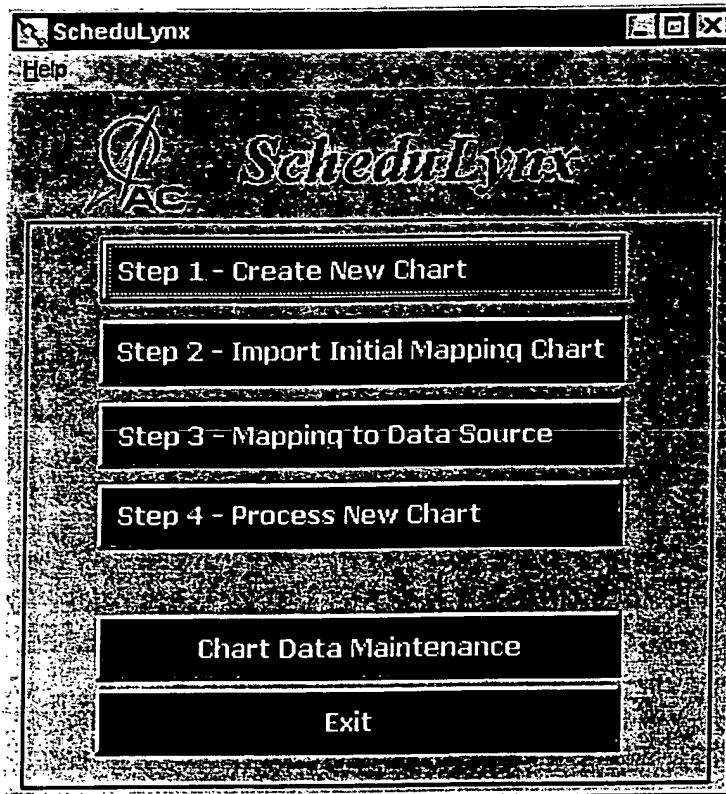 ScheduLynx
Help
AC
ScheduLynx
Step 1 - Create New Chart
Step 2 - Import Initial Mapping Chart
Step 3 - Mapping to Data Source
Step 4 - Process New Chart
Chart Data Maintenance
Exit